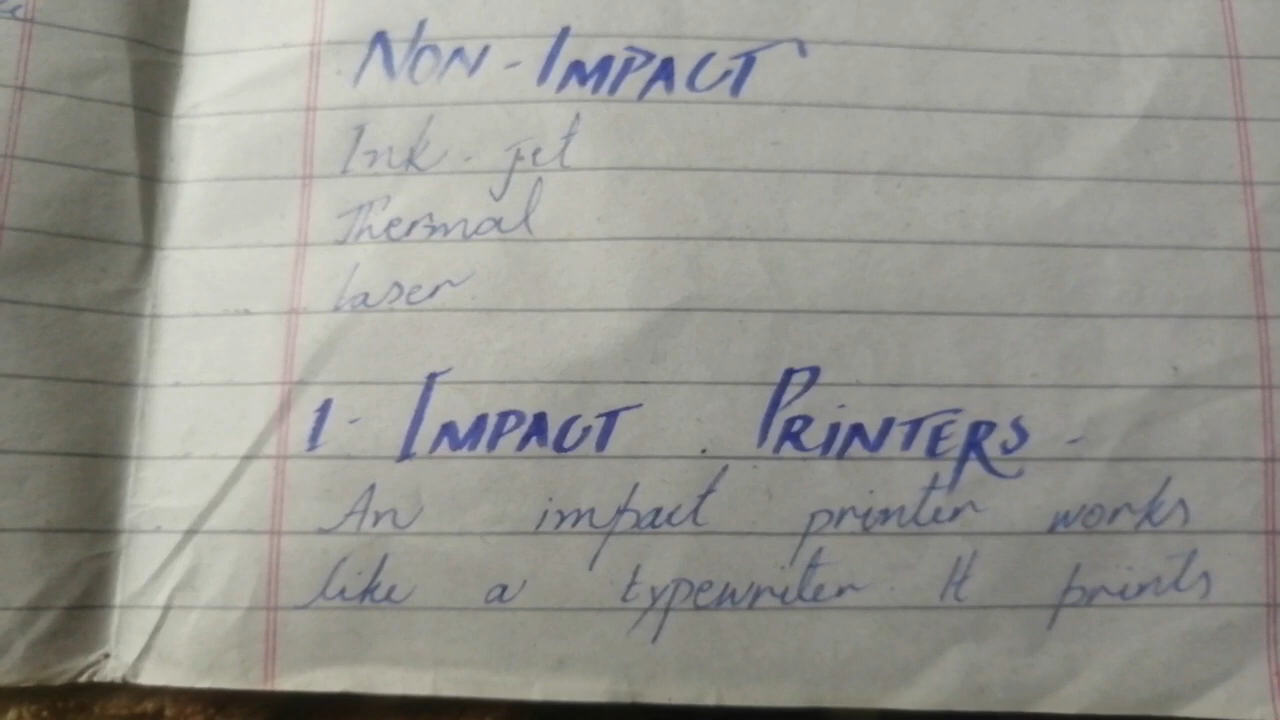 NON-IMPACT
Ink-jet
Thermal
laser
1- IMPACT PRINTERS-
An impact printer works
like a typewriter. It prints